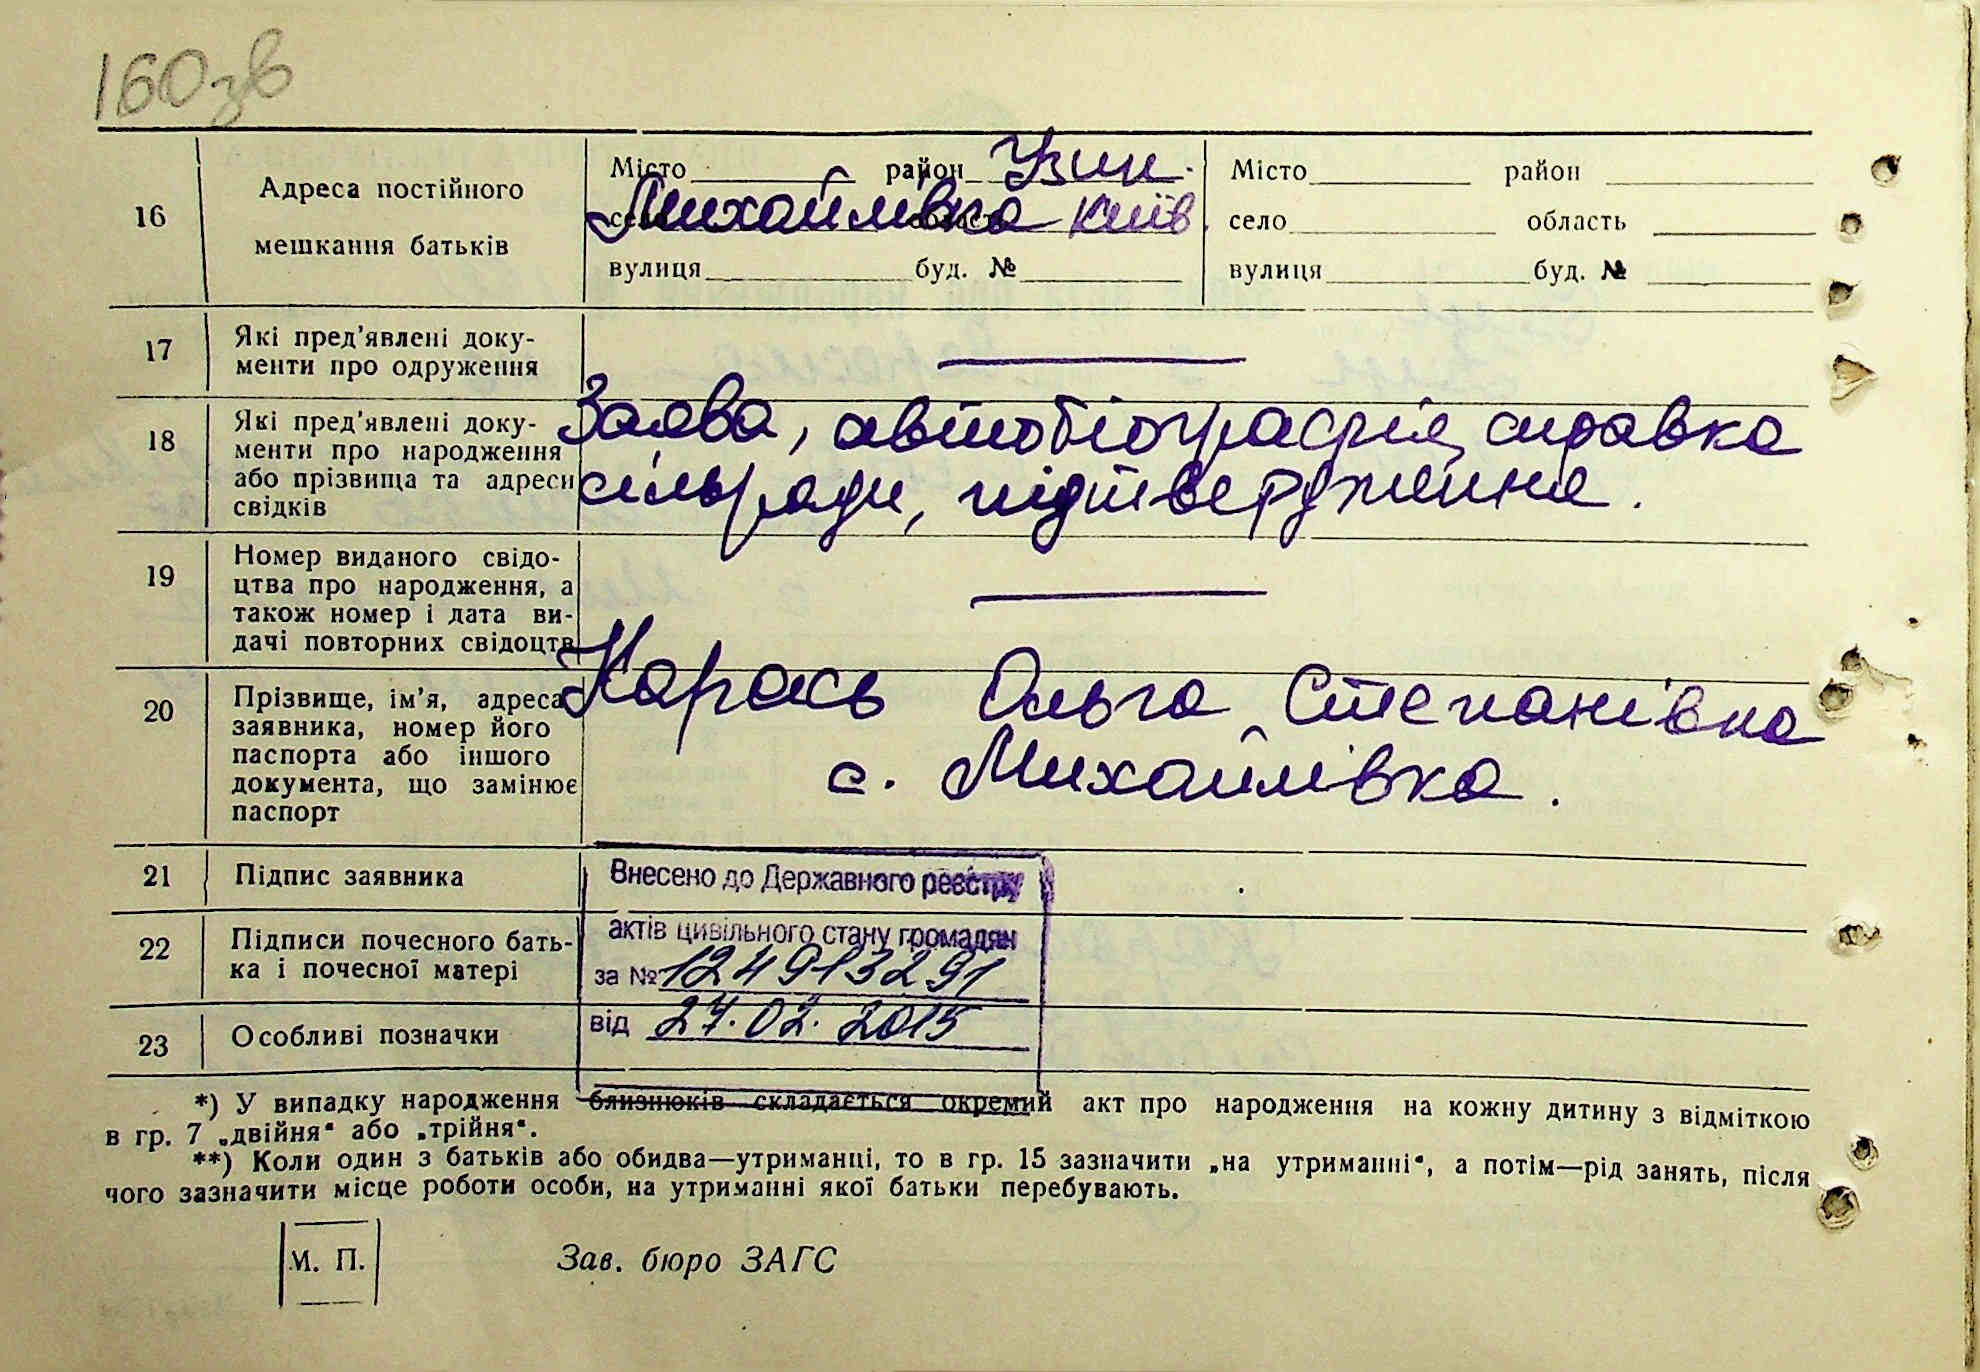 160зв
16
Адреса постійного
мешкання батьків
Місто район Узин.
село Михайлівка область Київ.
вулиця буд. №
Місто район
село область
вулиця буд. №
17
Які пред'явлені доку-
менти про одруження
18
Які пред'явлені доку-
менти про народження
або прізвища та адреси
свідків
Заява, автобіографія, справка
сільради, підтвердження.
19
Номер виданого свідо-
цтва про народження, а
також номер і дата ви-
дачі повторних свідоцтв
20
Прізвище, ім'я, адреса
заявника, номер його
паспорта або іншого
документа, що замінює
паспорт
Карась Ольга Степанівна
с. Михайлівка.
21
Підпис заявника
22
Підписи почесного бать-
ка і почесної матері
23
Особливі позначки
Внесено до Державного реєстру
актів цивільного стану громадян
за № 124913291
від 27.02.2015
*) У випадку народження близнюків складається окремий акт про народження на кожну дитину з відміткою
в гр. 7 „двійня“ або „трійня“.
**) Коли один з батьків або обидва—утриманці, то в гр. 15 зазначити „на утриманні“, а потім—рід занять, після
чого зазначити місце роботи особи, на утриманні якої батьки перебувають.
М. П.
Зав. бюро ЗАГС